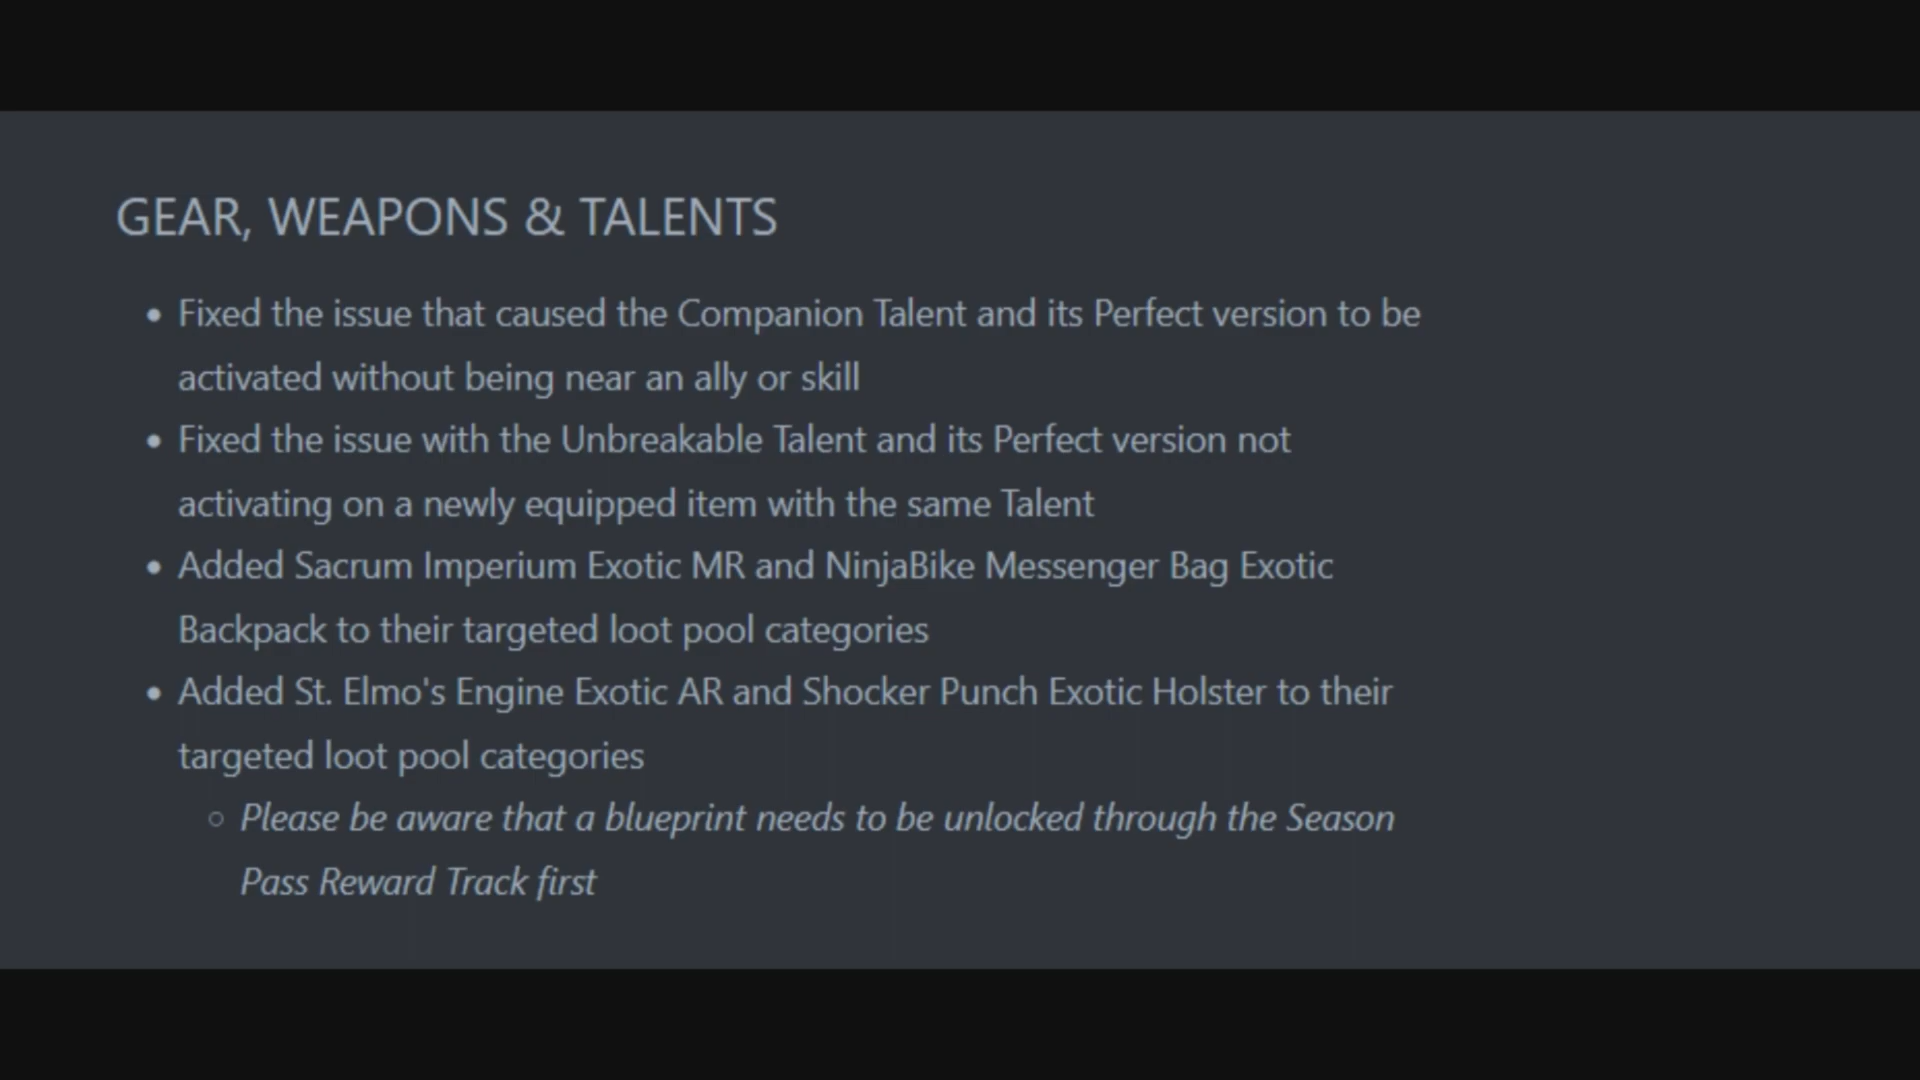 GEAR, WEAPONS & TALENTS
• Fixed the issue that caused the Companion Talent and its Perfect version to be
activated without being near an ally or skill
• Fixed the issue with the Unbreakable Talent and its Perfect version not
activating on a newly equipped item with the same Talent
• Added Sacrum Imperium Exotic MR and NinjaBike Messenger Bag Exotic
Backpack to their targeted loot pool categories
• Added St. Elmo's Engine Exotic AR and Shocker Punch Exotic Holster to their
targeted loot pool categories
○ Please be aware that a blueprint needs to be unlocked through the Season
Pass Reward Track first